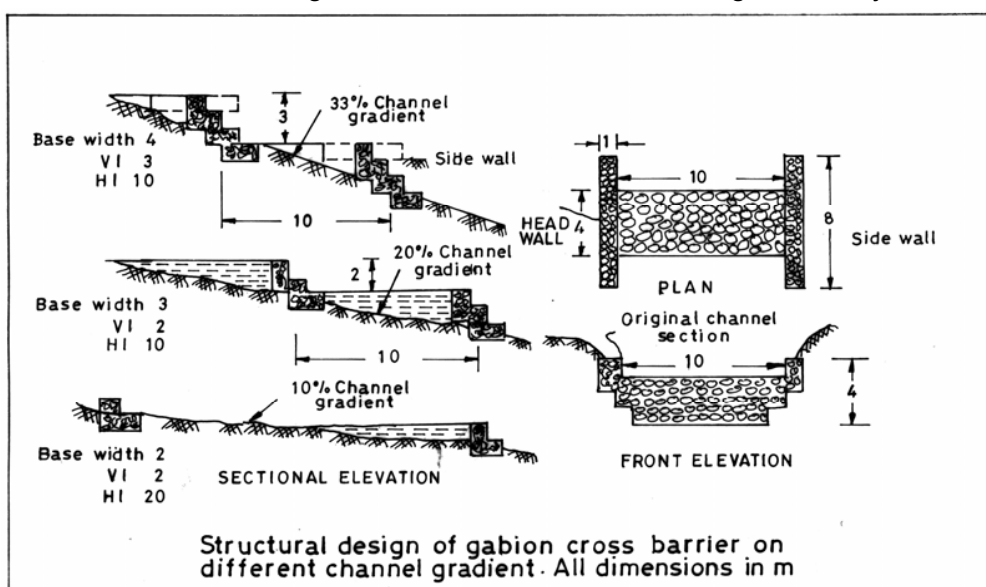 3
33% Channel
gradient
Base width 4
VI 3
HI 10
Side wall
10
20% Channel
gradient
2
Base width 3
VI 2
HI 10
10
10% Channel
gradient
Base width 2
VI 2
HI 20
SECTIONAL ELEVATION
1
10
HEAD
WALL
4
8
Side wall
PLAN
Original channel
section
10
4
FRONT ELEVATION
Structural design of gabion cross barrier on
different channel gradient. All dimensions in m